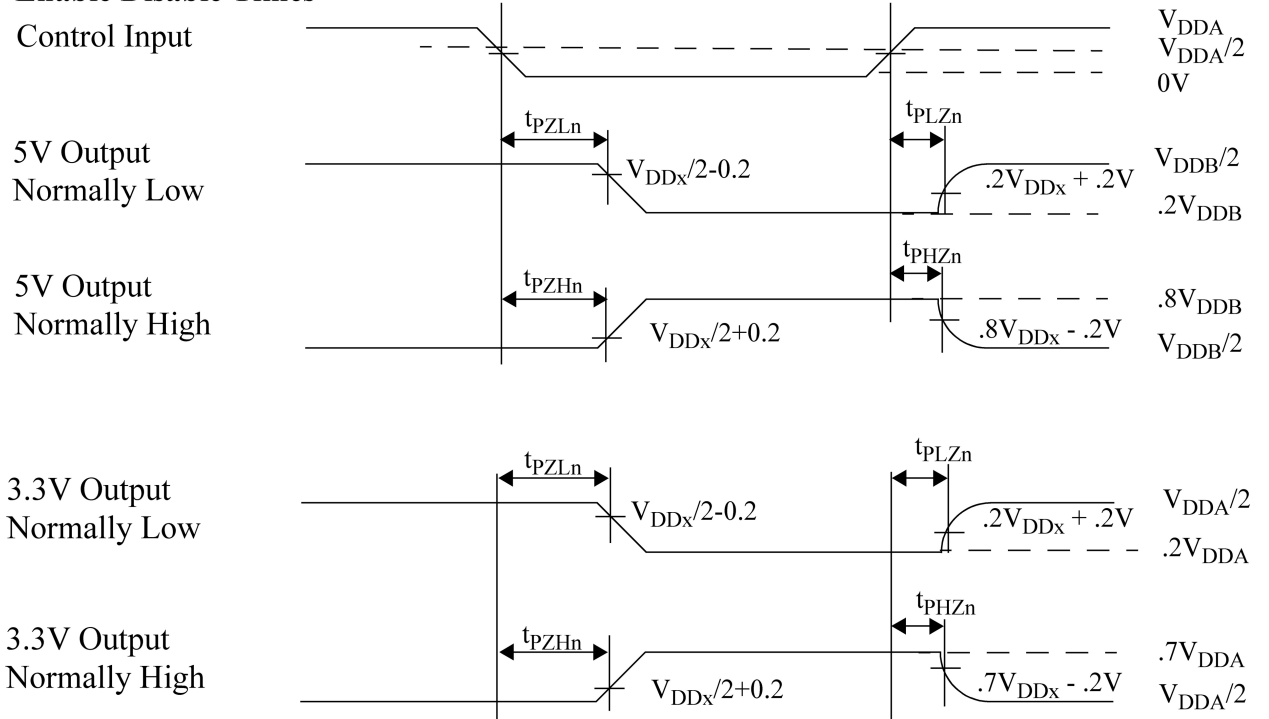 Control Input
VDDA
VDDA/2
0V
tPZLn
tPLZn
5V Output
Normally Low
VDDx/2-0.2
.2VDDx + .2V
VDDB/2
.2VDDB
tPZHn
tPHZn
5V Output
Normally High
VDDx/2+0.2
.8VDDx - .2V
.8VDDB
VDDB/2
tPZLn
tPLZn
3.3V Output
Normally Low
VDDx/2-0.2
.2VDDx + .2V
VDDA/2
.2VDDA
tPZHn
tPHZn
3.3V Output
Normally High
VDDx/2+0.2
.7VDDx - .2V
.7VDDA
VDDA/2